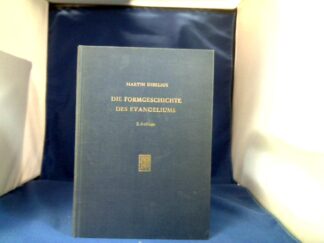 MARTIN DIBELIUS
DIE FORMGESCHICHTE
DES EVANGELIUMS